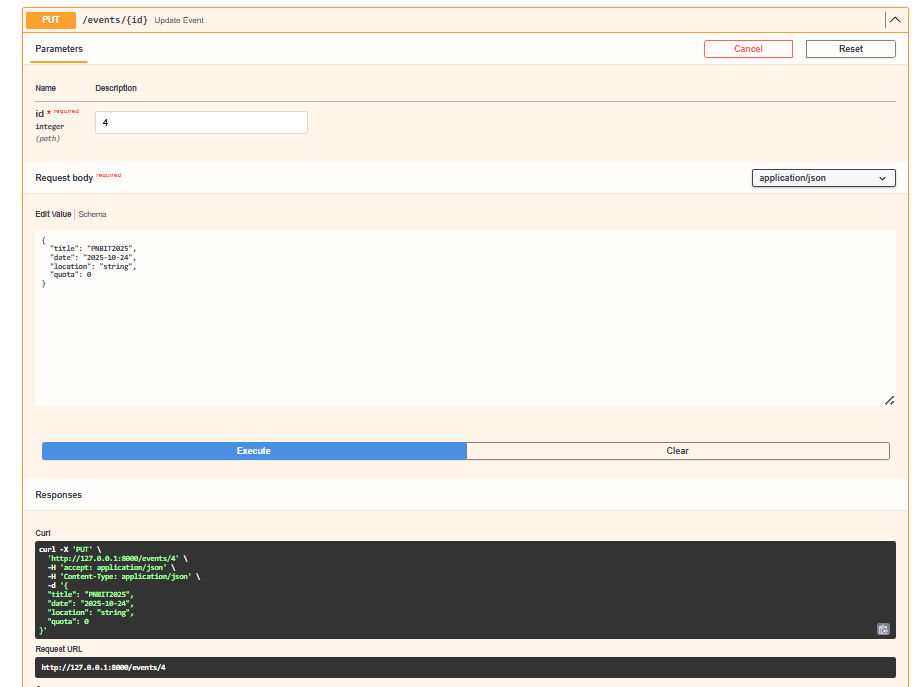 PUT /events/{id} Update Event
Parameters
Cancel
Reset
Name Description
id * required
integer
(path)
4
Request body required
application/json
Edit Value | Schema
{
  "title": "PNBIT2025",
  "date": "2025-10-24",
  "location": "string",
  "quota": 0
}
Execute
Clear
Responses
Curl
curl -X 'PUT' \
  'http://127.0.0.1:8000/events/4' \
  -H 'accept: application/json' \
  -H 'Content-Type: application/json' \
  -d '{
  "title": "PNBIT2025",
  "date": "2025-10-24",
  "location": "string",
  "quota": 0
}'
Request URL
http://127.0.0.1:8000/events/4